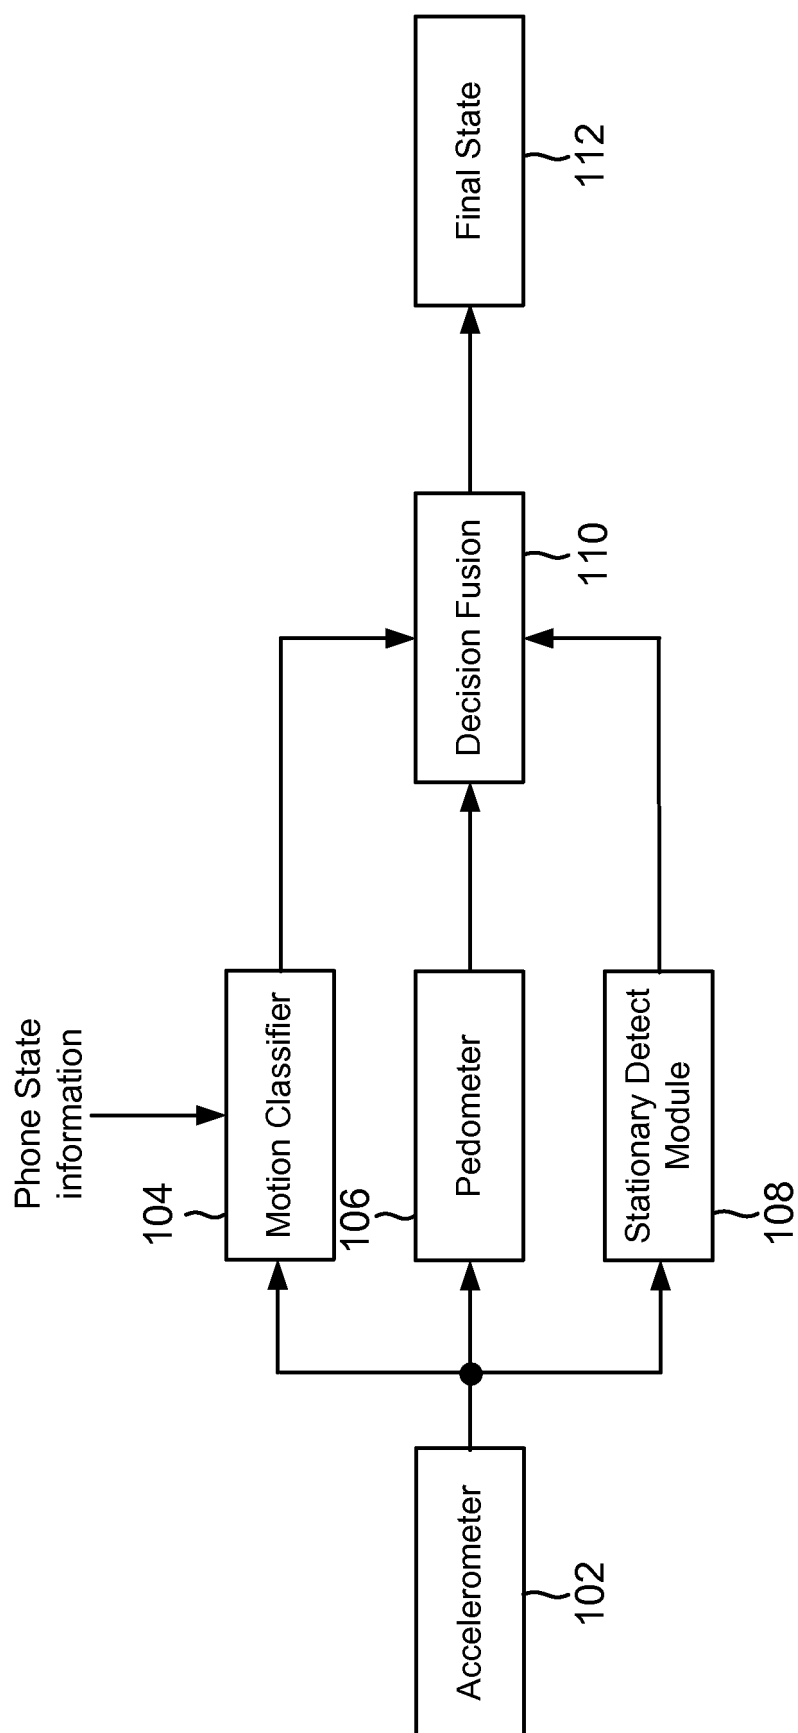 Phone State
information
Accelerometer
102
Motion Classifier
104
Pedometer
106
Stationary Detect
Module
108
Decision Fusion
110
Final State
112